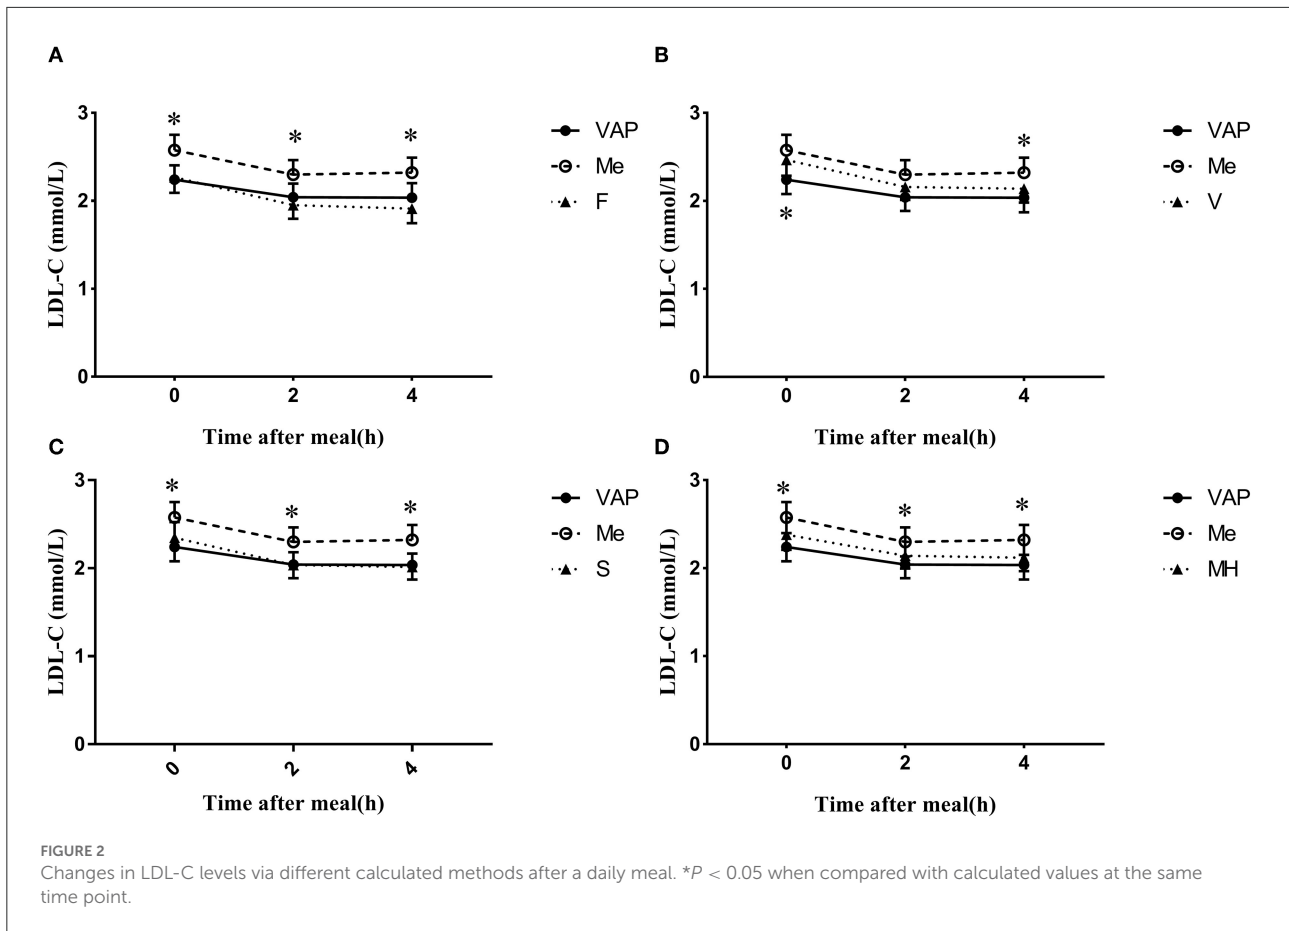 A
*
*
*
3
2
1
0
LDL-C (mmol/L)
0 2 4
Time after meal(h)
VAP
Me
F
B
*
*
3
2
1
0
LDL-C (mmol/L)
0 2 4
Time after meal(h)
VAP
Me
V
C
*
*
*
3
2
1
0
LDL-C (mmol/L)
0 2 4
Time after meal(h)
VAP
Me
S
D
*
*
*
3
2
1
0
LDL-C (mmol/L)
0 2 4
Time after meal(h)
VAP
Me
MH
FIGURE 2
Changes in LDL-C levels via different calculated methods after a daily meal. *P < 0.05 when compared with calculated values at the same
time point.